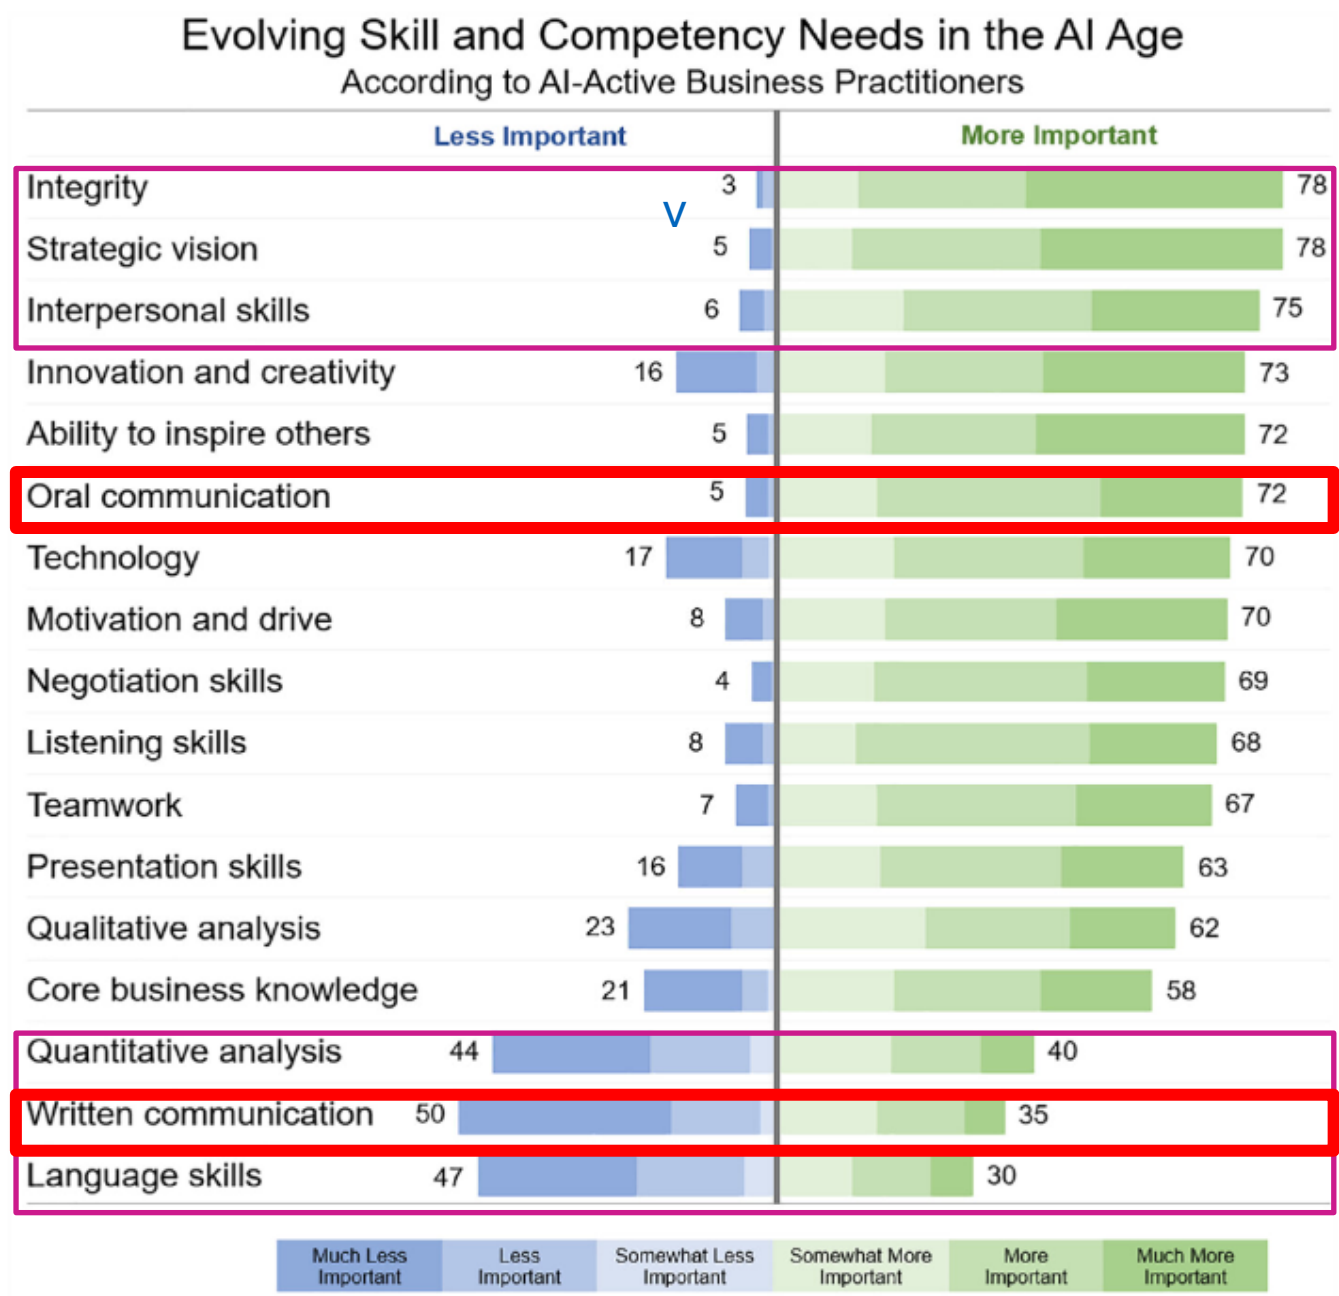 Evolving Skill and Competency Needs in the AI Age
According to AI-Active Business Practitioners
Less Important More Important
Integrity 3 78
v
Strategic vision 5 78
Interpersonal skills 6 75
Innovation and creativity 16 73
Ability to inspire others 5 72
Oral communication 5 72
Technology 17 70
Motivation and drive 8 70
Negotiation skills 4 69
Listening skills 8 68
Teamwork 7 67
Presentation skills 16 63
Qualitative analysis 23 62
Core business knowledge 21 58
Quantitative analysis 44 40
Written communication 50 35
Language skills 47 30
Much Less Important
Less Important
Somewhat Less Important
Somewhat More Important
More Important
Much More Important